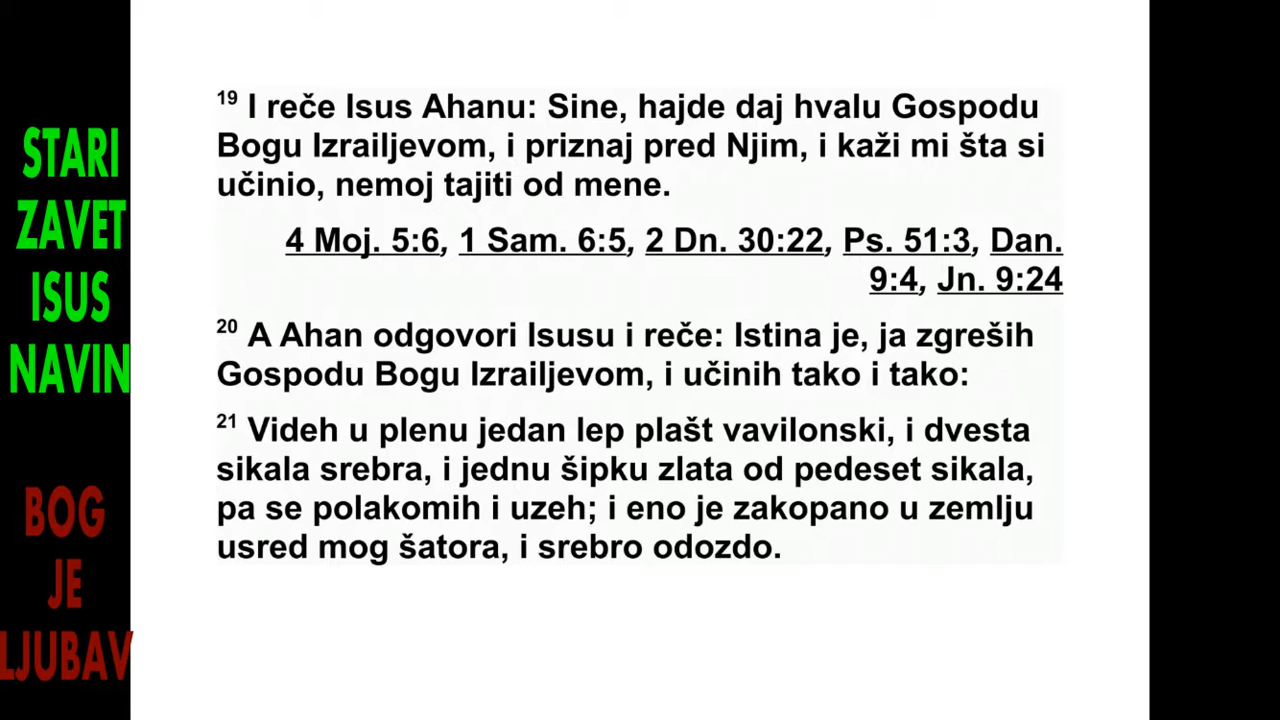 STARI
ZAVET
ISUS
NAVIN
BOG
JE
LJUBAV
19 I reče Isus Ahanu: Sine, hajde daj hvalu Gospodu
Bogu Izrailjevom, i priznaj pred Njim, i kaži mi šta si
učinio, nemoj tajiti od mene.
4 Moj. 5:6, 1 Sam. 6:5, 2 Dn. 30:22, Ps. 51:3, Dan.
9:4, Jn. 9:24
20 A Ahan odgovori Isusu i reče: Istina je, ja zgreših
Gospodu Bogu Izrailjevom, i učinih tako i tako:
21 Videh u plenu jedan lep plašt vavilonski, i dvesta
sikala srebra, i jednu šipku zlata od pedeset sikala,
pa se polakomih i uzeh; i eno je zakopano u zemlju
usred mog šatora, i srebro odozdo.